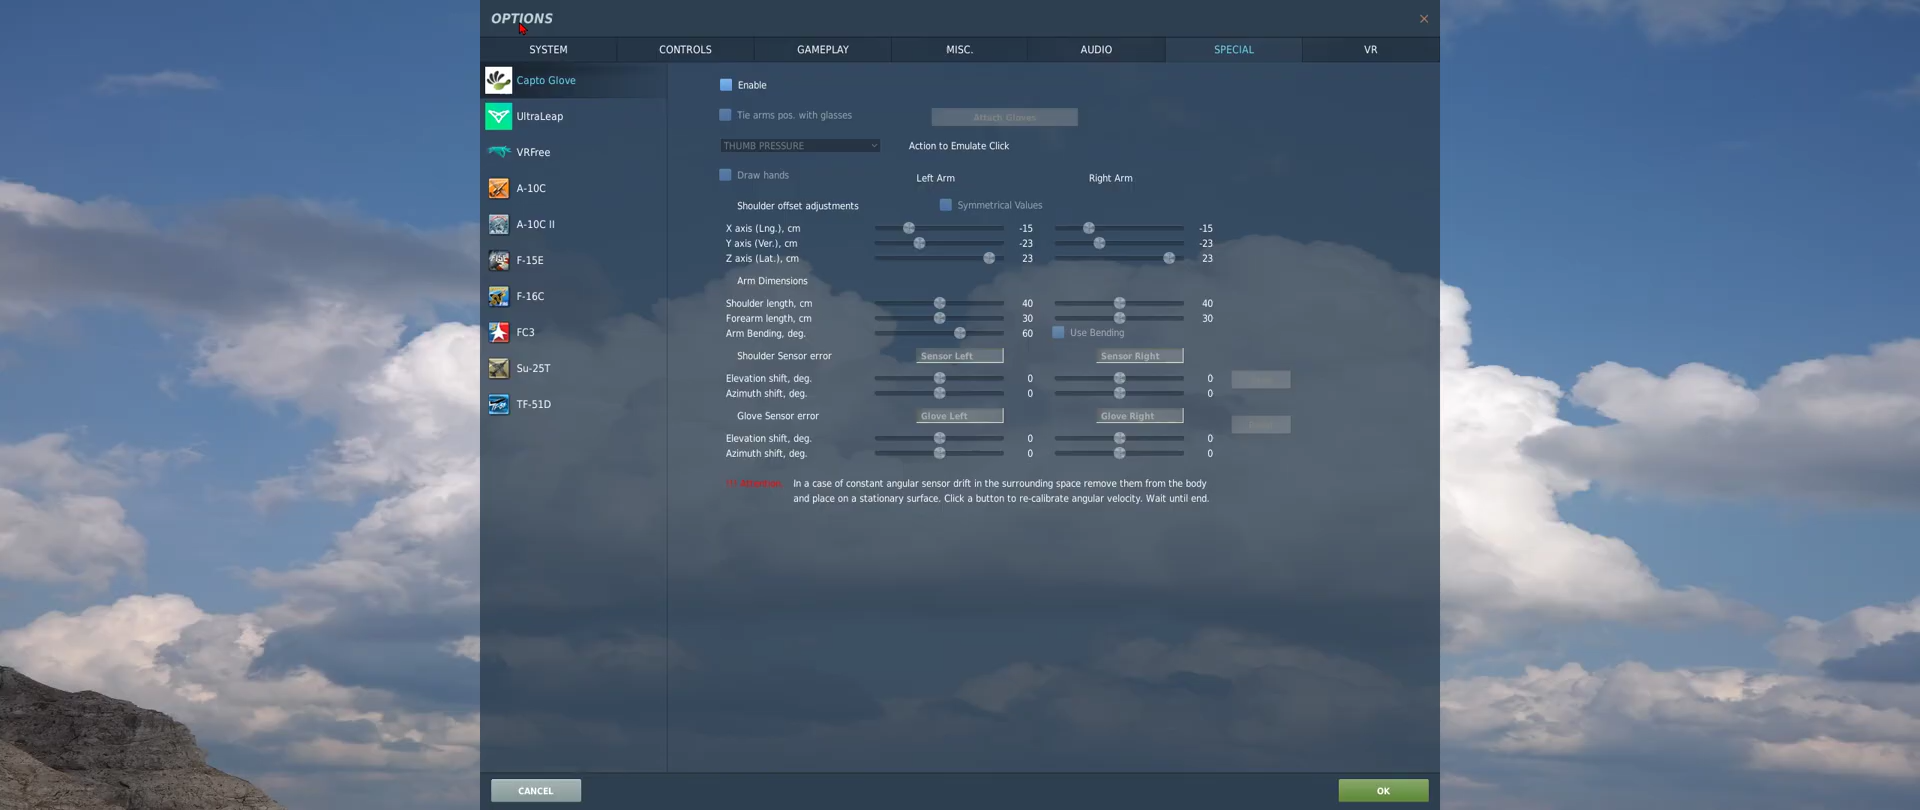 OPTIONS
SYSTEM CONTROLS GAMEPLAY MISC. AUDIO SPECIAL VR
Capto Glove
UltraLeap
VRFree
A-10C
A-10C II
F-15E
F-16C
FC3
Su-25T
TF-51D
Enable
Tie arms pos. with glasses Attach Gloves
THUMB PRESSURE Action to Emulate Click
Draw hands Left Arm Right Arm
Shoulder offset adjustments Symmetrical Values
X axis (Lng.), cm -15 -15
Y axis (Ver.), cm -23 -23
Z axis (Lat.), cm 23 23
Arm Dimensions
Shoulder length, cm 40 40
Forearm length, cm 30 30
Arm Bending, deg. 60 Use Bending
Shoulder Sensor error Sensor Left Sensor Right
Elevation shift, deg. 0 0
Azimuth shift, deg. 0 0
Glove Sensor error Glove Left Glove Right
Elevation shift, deg. 0 0
Azimuth shift, deg. 0 0
(!) Attention. In a case of constant angular sensor drift in the surrounding space remove them from the body
and place on a stationary surface. Click a button to re-calibrate angular velocity. Wait until end.
CANCEL OK